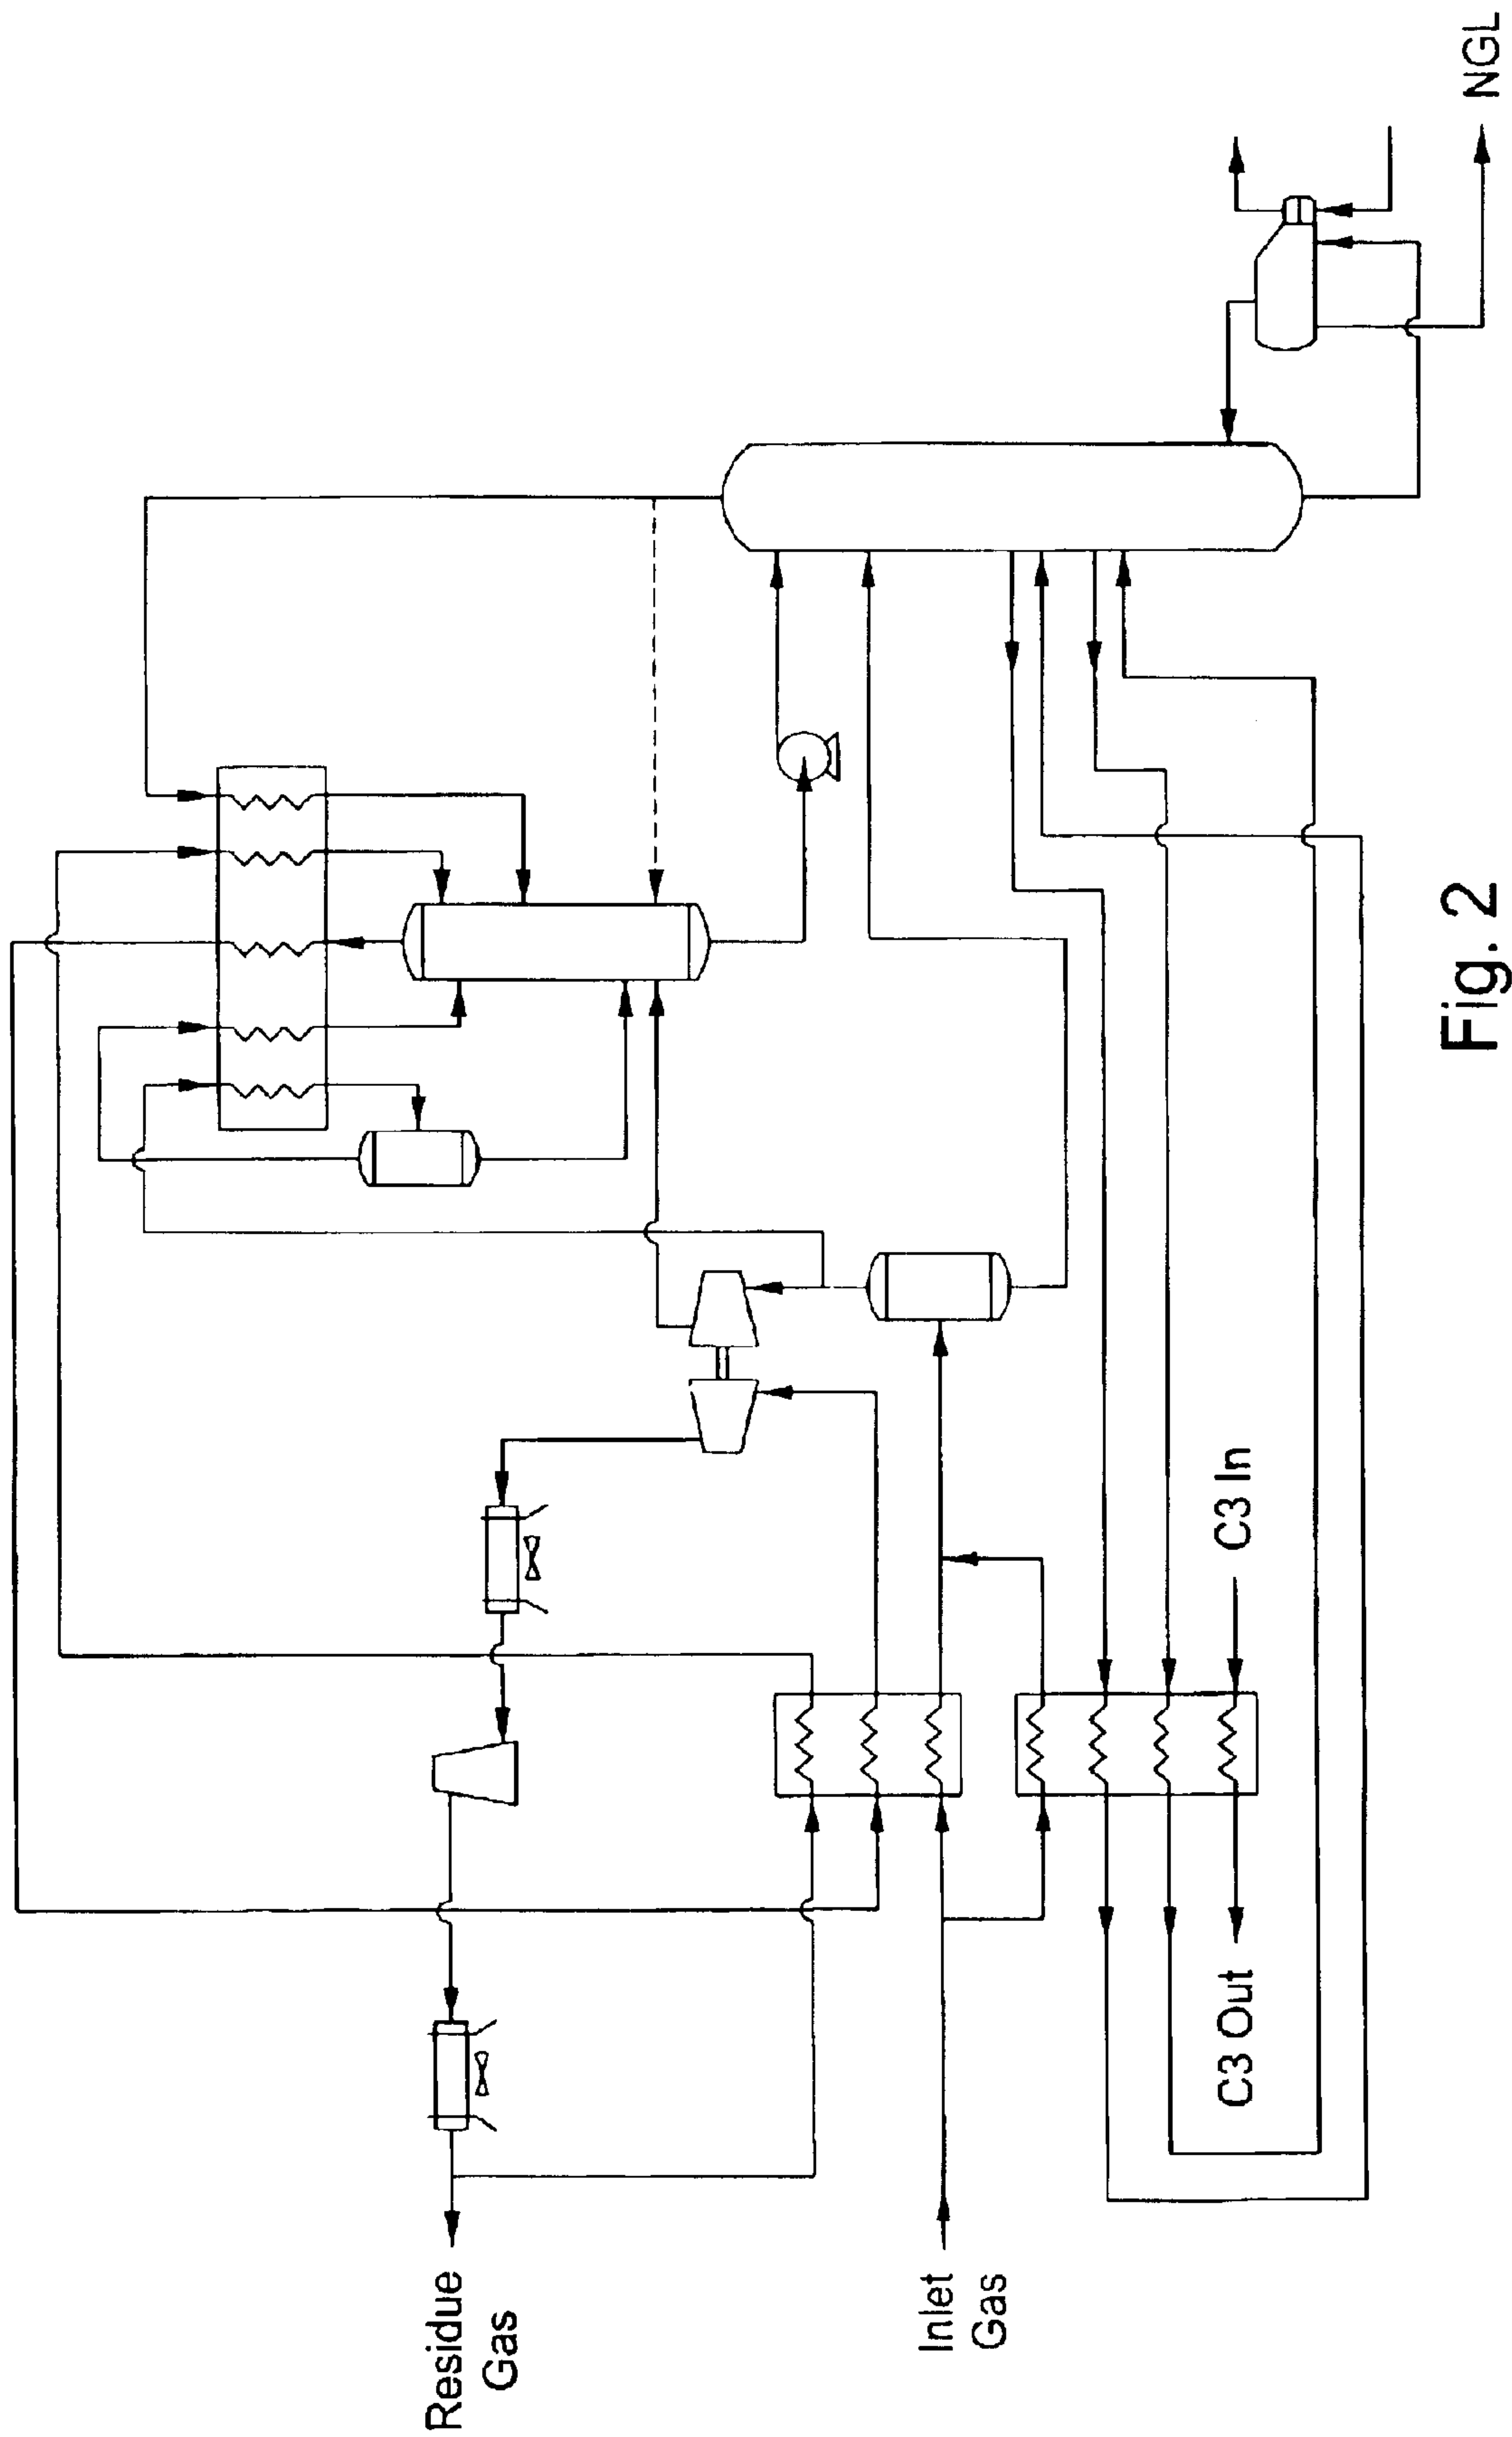 NGL
C3 In
C3 Out
Residue
Gas
Inlet
Gas
Fig. 2